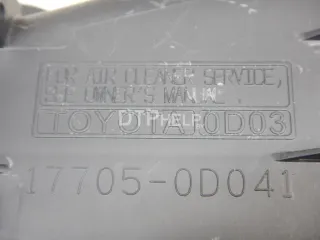 FOR AIR CLEANER SERVICE,
SEE OWNER'S MANUAL.
TOYOTA 0D03
DTPHELP
17705-0D041